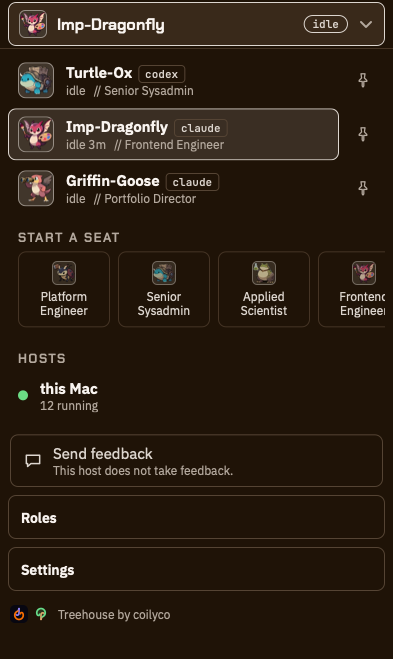 Imp-Dragonfly idle
Turtle-Ox codex
idle // Senior Sysadmin
Imp-Dragonfly claude
idle 3m // Frontend Engineer
Griffin-Goose claude
idle // Portfolio Director
START A SEAT
Platform Engineer
Senior Sysadmin
Applied Scientist
Frontend Engineer
HOSTS
this Mac
12 running
Send feedback
This host does not take feedback.
Roles
Settings
Treehouse by coilyco